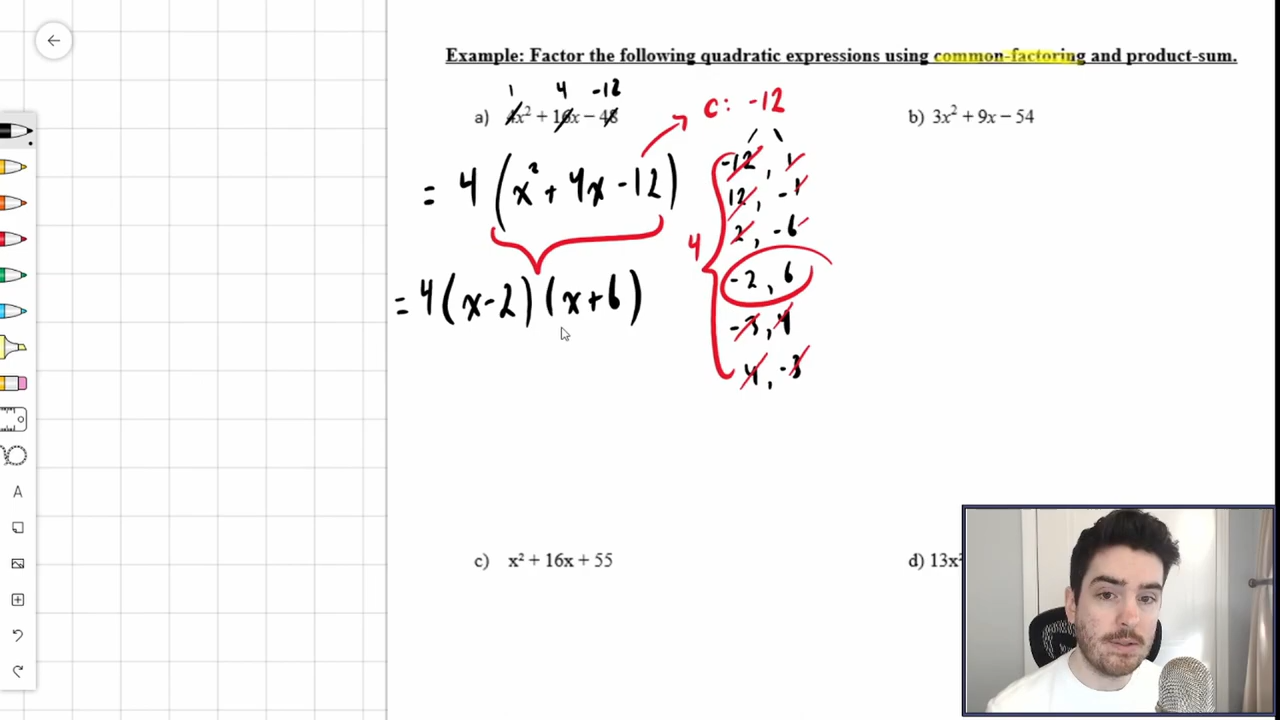 Example: Factor the following quadratic expressions using common-factoring and product-sum.
1 4 -12
a) 4x² + 16x – 48
c: -12
b) 3x² + 9x – 54
= 4(x² + 4x - 12)
-12, 1
12, -1
2, -6
4
-2, 6
= 4(x-2)(x+6)
-3, 4
4, -3
A
c) x² + 16x + 55
d) 13x²